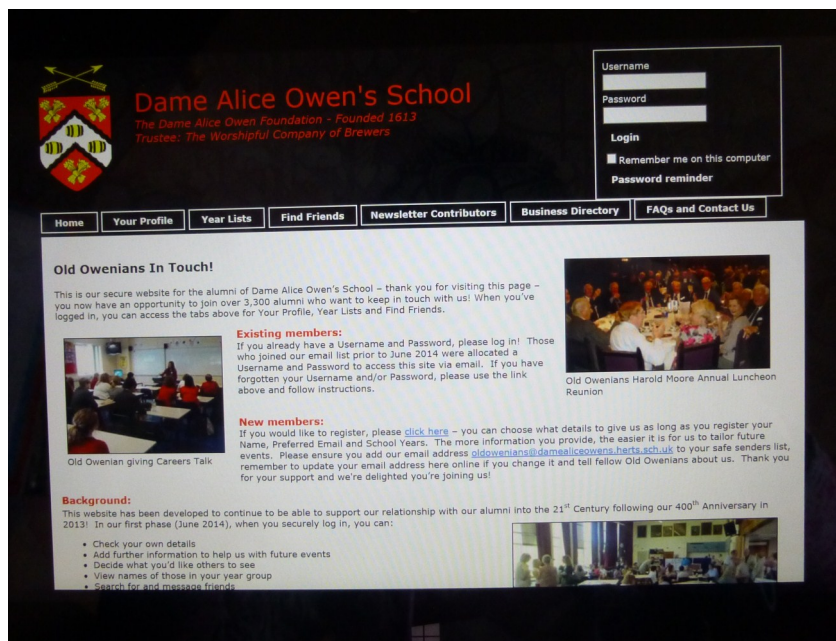 Dame Alice Owen's School
The Dame Alice Owen Foundation - Founded 1613
Trustee: The Worshipful Company of Brewers
Username
Password
Login
Remember me on this computer
Password reminder
Home
Your Profile
Year Lists
Find Friends
Newsletter Contributors
Business Directory
FAQs and Contact Us
Old Owenians In Touch!
This is our secure website for the alumni of Dame Alice Owen's School – thank you for visiting this page –
you now have an opportunity to join over 3,300 alumni who want to keep in touch with us! When you've
logged in, you can access the tabs above for Your Profile, Year Lists and Find Friends.
Existing members:
If you already have a Username and Password, please log in! Those
who joined our email list prior to June 2014 were allocated a
Username and Password to access this site via email. If you have
forgotten your Username and/or Password, please use the link
above and follow instructions.
Old Owenians Harold Moore Annual Luncheon
Reunion
New members:
If you would like to register, please click here – you can choose what details to give us as long as you register your
Name, Preferred Email and School Years. The more information you provide, the easier it is for us to tailor future
events. Please ensure you add our email address oldowenians@damealiceowens.herts.sch.uk to your safe senders list,
remember to update your email address here online if you change it and tell fellow Old Owenians about us. Thank you
for your support and we're delighted you're joining us!
Old Owenian giving Careers Talk
Background:
This website has been developed to continue to be able to support our relationship with our alumni into the 21st Century following our 400th Anniversary in
2013! In our first phase (June 2014), when you securely log in, you can:
• Check your own details
• Add further information to help us with future events
• Decide what you'd like others to see
• View names of those in your year group
• Search for and message friends